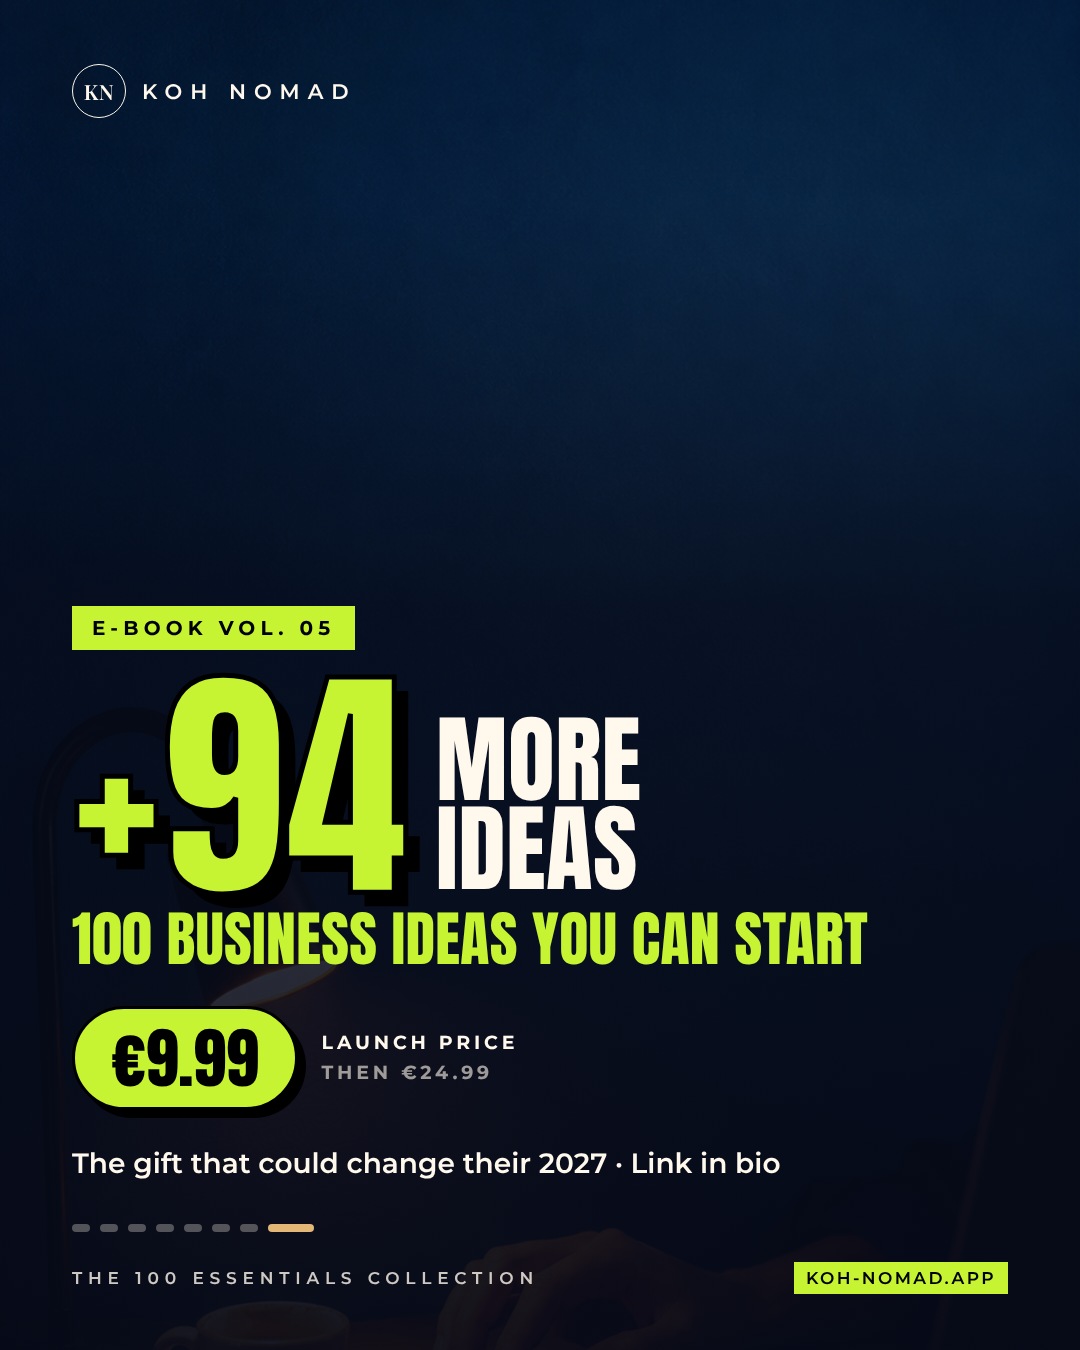 KN KOH NOMAD
E-BOOK VOL. 05
+94 MORE IDEAS
100 BUSINESS IDEAS YOU CAN START
€9.99
LAUNCH PRICE
THEN €24.99
The gift that could change their 2027 · Link in bio
THE 100 ESSENTIALS COLLECTION
KOH-NOMAD.APP